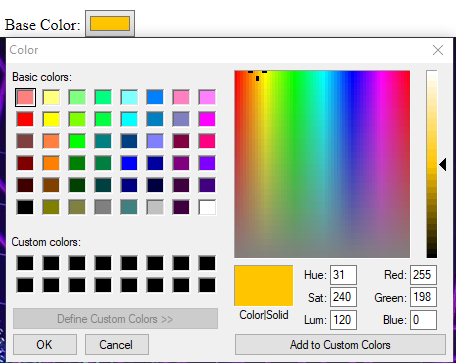 Base Color:
Color
Basic colors:
Custom colors:
Define Custom Colors >>
OK
Cancel
Color|Solid
Hue: 31
Sat: 240
Lum: 120
Red: 255
Green: 198
Blue: 0
Add to Custom Colors